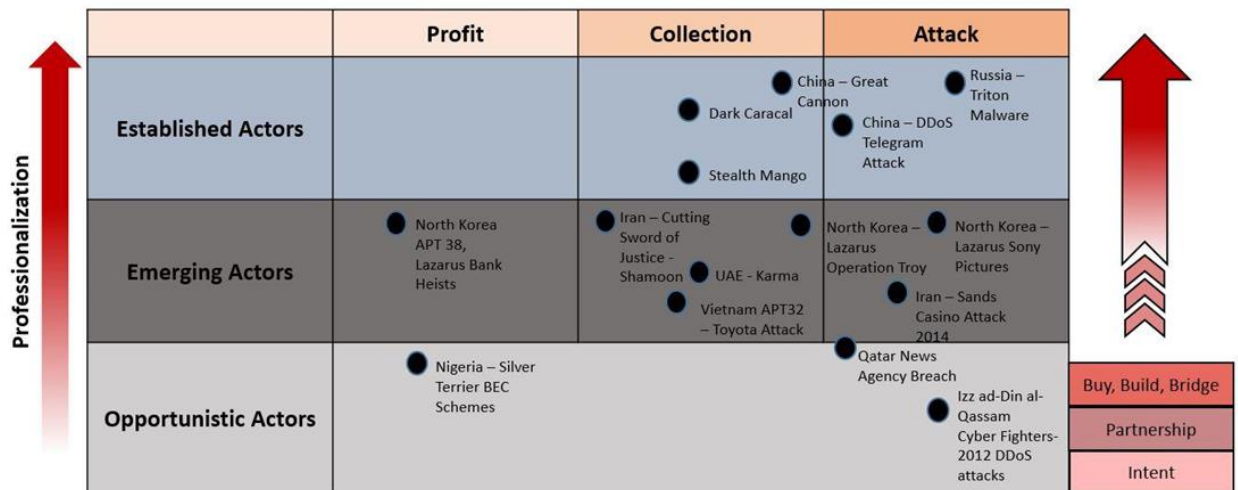 Profit
Collection
Attack
Professionalization
Established Actors
China – Great
Cannon
Dark Caracal
Stealth Mango
Russia –
Triton
Malware
China – DDoS
Telegram
Attack
Emerging Actors
North Korea
APT 38,
Lazarus Bank
Heists
Iran – Cutting
Sword of
Justice -
Shamoon
UAE - Karma
Vietnam APT32
– Toyota Attack
North Korea –
Lazarus
Operation Troy
North Korea –
Lazarus Sony
Pictures
Iran – Sands
Casino Attack
2014
Opportunistic Actors
Nigeria – Silver
Terrier BEC
Schemes
Qatar News
Agency Breach
Izz ad-Din al-
Qassam
Cyber Fighters-
2012 DDoS
attacks
Buy, Build, Bridge
Partnership
Intent